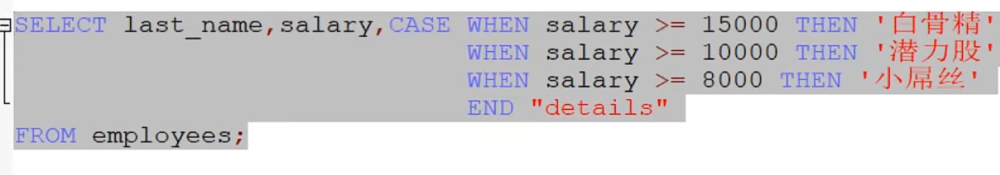 SELECT last_name,salary,CASE WHEN salary >= 15000 THEN '白骨精'
WHEN salary >= 10000 THEN '潜力股'
WHEN salary >= 8000 THEN '小屌丝'
END "details"
FROM employees;